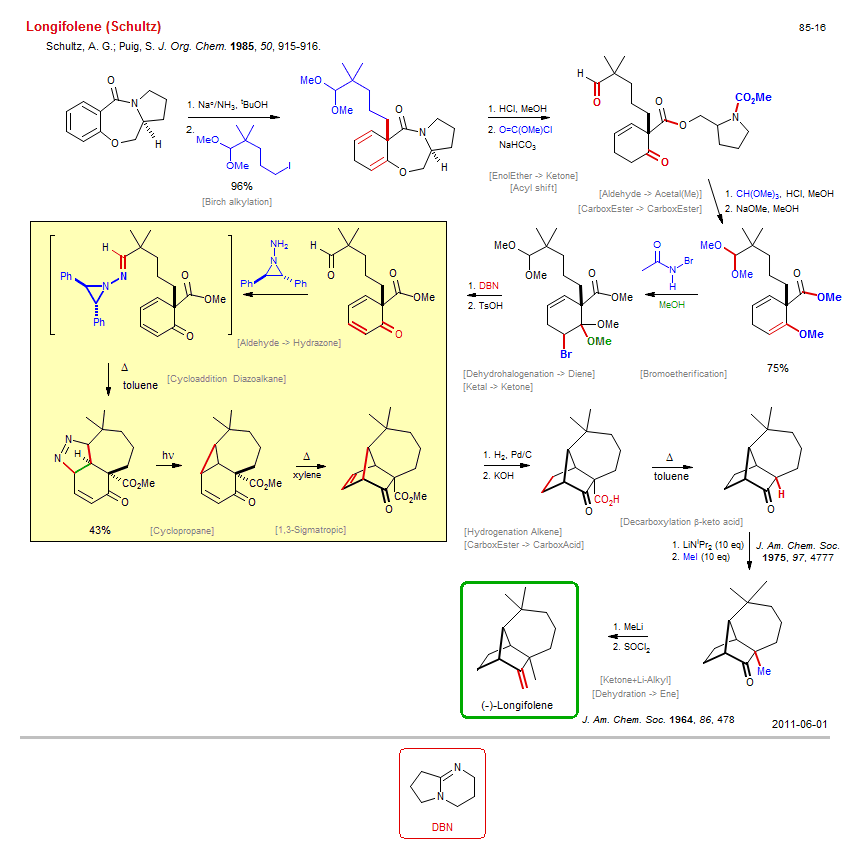 Longifolene (Schultz)
85-16
Schultz, A. G.; Puig, S. J. Org. Chem. 1985, 50, 915-916.
O
N
O
H
1. Na°/NH3, tBuOH
2.
MeO
OMe
I
96%
[Birch alkylation]
MeO
OMe
O
N
O
H
1. HCl, MeOH
2. O=C(OMe)Cl
NaHCO3
[EnolEther -> Ketone]
[Acyl shift]
H
O
O
O
O
CO2Me
N
[Aldehyde -> Acetal(Me)]
[CarboxEster -> CarboxEster]
1. CH(OMe)3, HCl, MeOH
2. NaOMe, MeOH
MeO
OMe
O
OMe
OMe
75%
O
N
Br
H
MeOH
[Bromoetherification]
MeO
OMe
O
OMe
OMe
OMe
Br
1. DBN
2. TsOH
[Dehydrohalogenation -> Diene]
[Ketal -> Ketone]
H
O
O
OMe
O
NH2
N
Ph
Ph
[Aldehyde -> Hydrazone]
H
Ph
N
N
Ph
O
OMe
O
Δ
toluene
[Cycloaddition Diazoalkane]
N
N
H
CO2Me
O
43%
hν
[Cyclopropane]
CO2Me
O
Δ
xylene
[1,3-Sigmatropic]
CO2Me
O
1. H2, Pd/C
2. KOH
[Hydrogenation Alkene]
[CarboxEster -> CarboxAcid]
CO2H
O
Δ
toluene
[Decarboxylation β-keto acid]
H
O
1. LiNiPr2 (10 eq)
2. MeI (10 eq)
J. Am. Chem. Soc.
1975, 97, 4777
Me
O
1. MeLi
2. SOCl2
[Ketone+Li-Alkyl]
[Dehydration -> Ene]
(-)-Longifolene
J. Am. Chem. Soc. 1964, 86, 478
2011-06-01
N
N
DBN